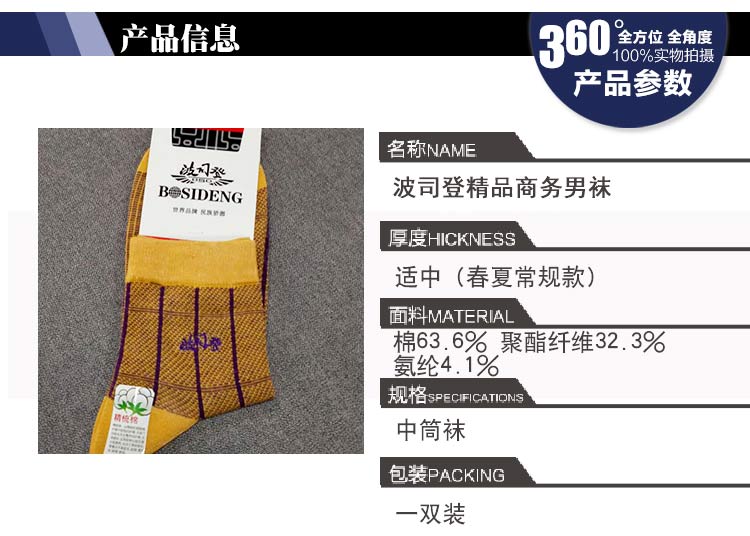 产品信息
360°全方位 全角度
100%实物拍摄
产品参数
波司登
BSD
BOSIDENG
世界品牌 民族骄傲
波司登
精梳棉
名称NAME
波司登精品商务男袜
厚度HICKNESS
适中（春夏常规款）
面料MATERIAL
棉63.6% 聚酯纤维32.3%
氨纶4.1%
规格SPECIFICATIONS
中筒袜
包装PACKING
一双装